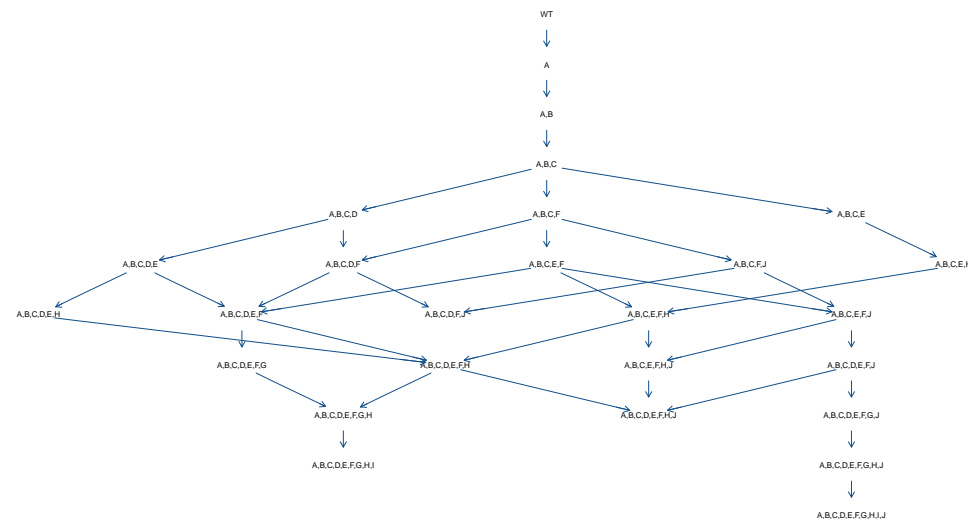 WT
A
A,B
A,B,C
A,B,C,D
A,B,C,F
A,B,C,E
A,B,C,D,E
A,B,C,D,F
A,B,C,E,F
A,B,C,F,J
A,B,C,E,H
A,B,C,D,E,H
A,B,C,D,E,F
A,B,C,D,F,J
A,B,C,E,F,H
A,B,C,E,F,J
A,B,C,D,E,F,G
A,B,C,D,E,F,H
A,B,C,E,F,H,J
A,B,C,D,E,F,J
A,B,C,D,E,F,G,H
A,B,C,D,E,F,H,J
A,B,C,D,E,F,G,J
A,B,C,D,E,F,G,H,I
A,B,C,D,E,F,G,H,J
A,B,C,D,E,F,G,H,I,J